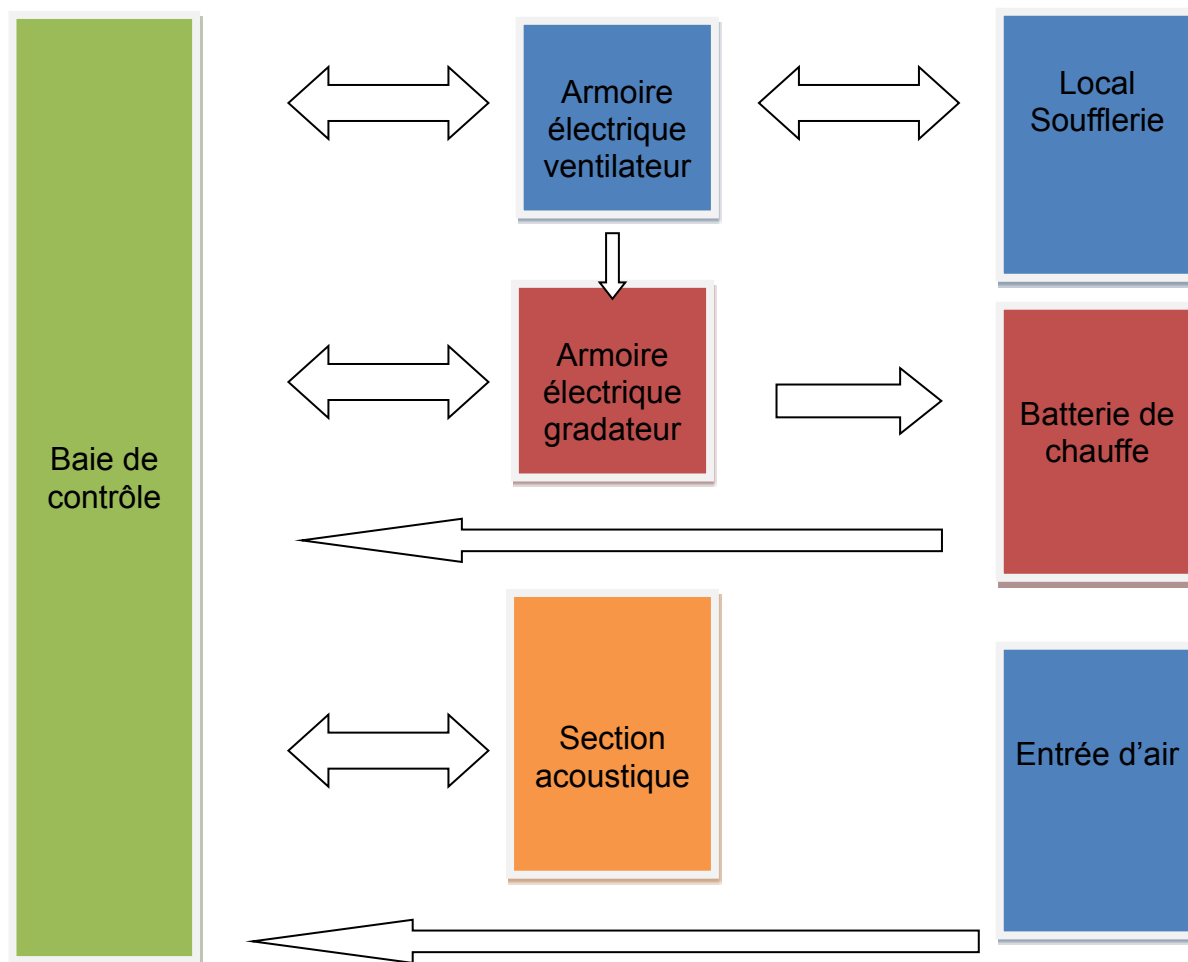 Armoire
électrique
ventilateur
Local
Soufflerie
Armoire
électrique
gradateur
Batterie de
chauffe
Baie de
contrôle
Section
acoustique
Entrée d’air